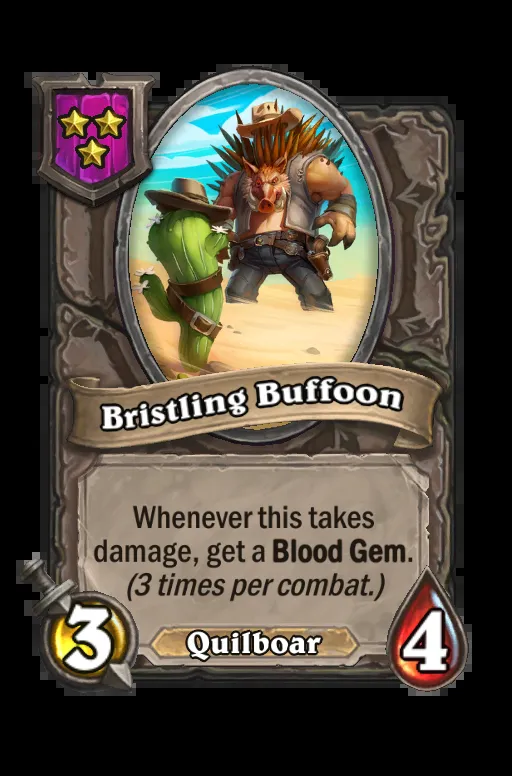 Bristling Buffoon
Whenever this takes
damage, get a Blood Gem.
(3 times per combat.)
3
Quilboar
4